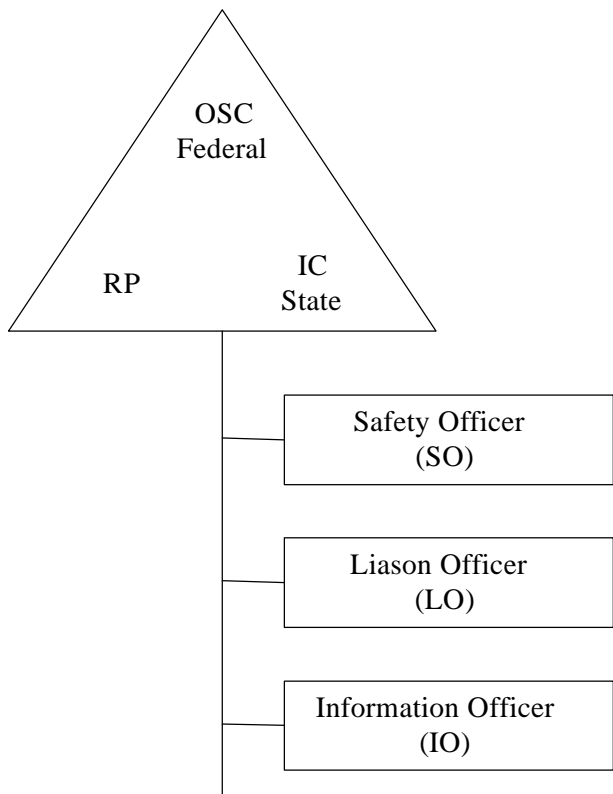 OSC
Federal
RP
IC
State
Safety Officer
(SO)
Liason Officer
(LO)
Information Officer
(IO)